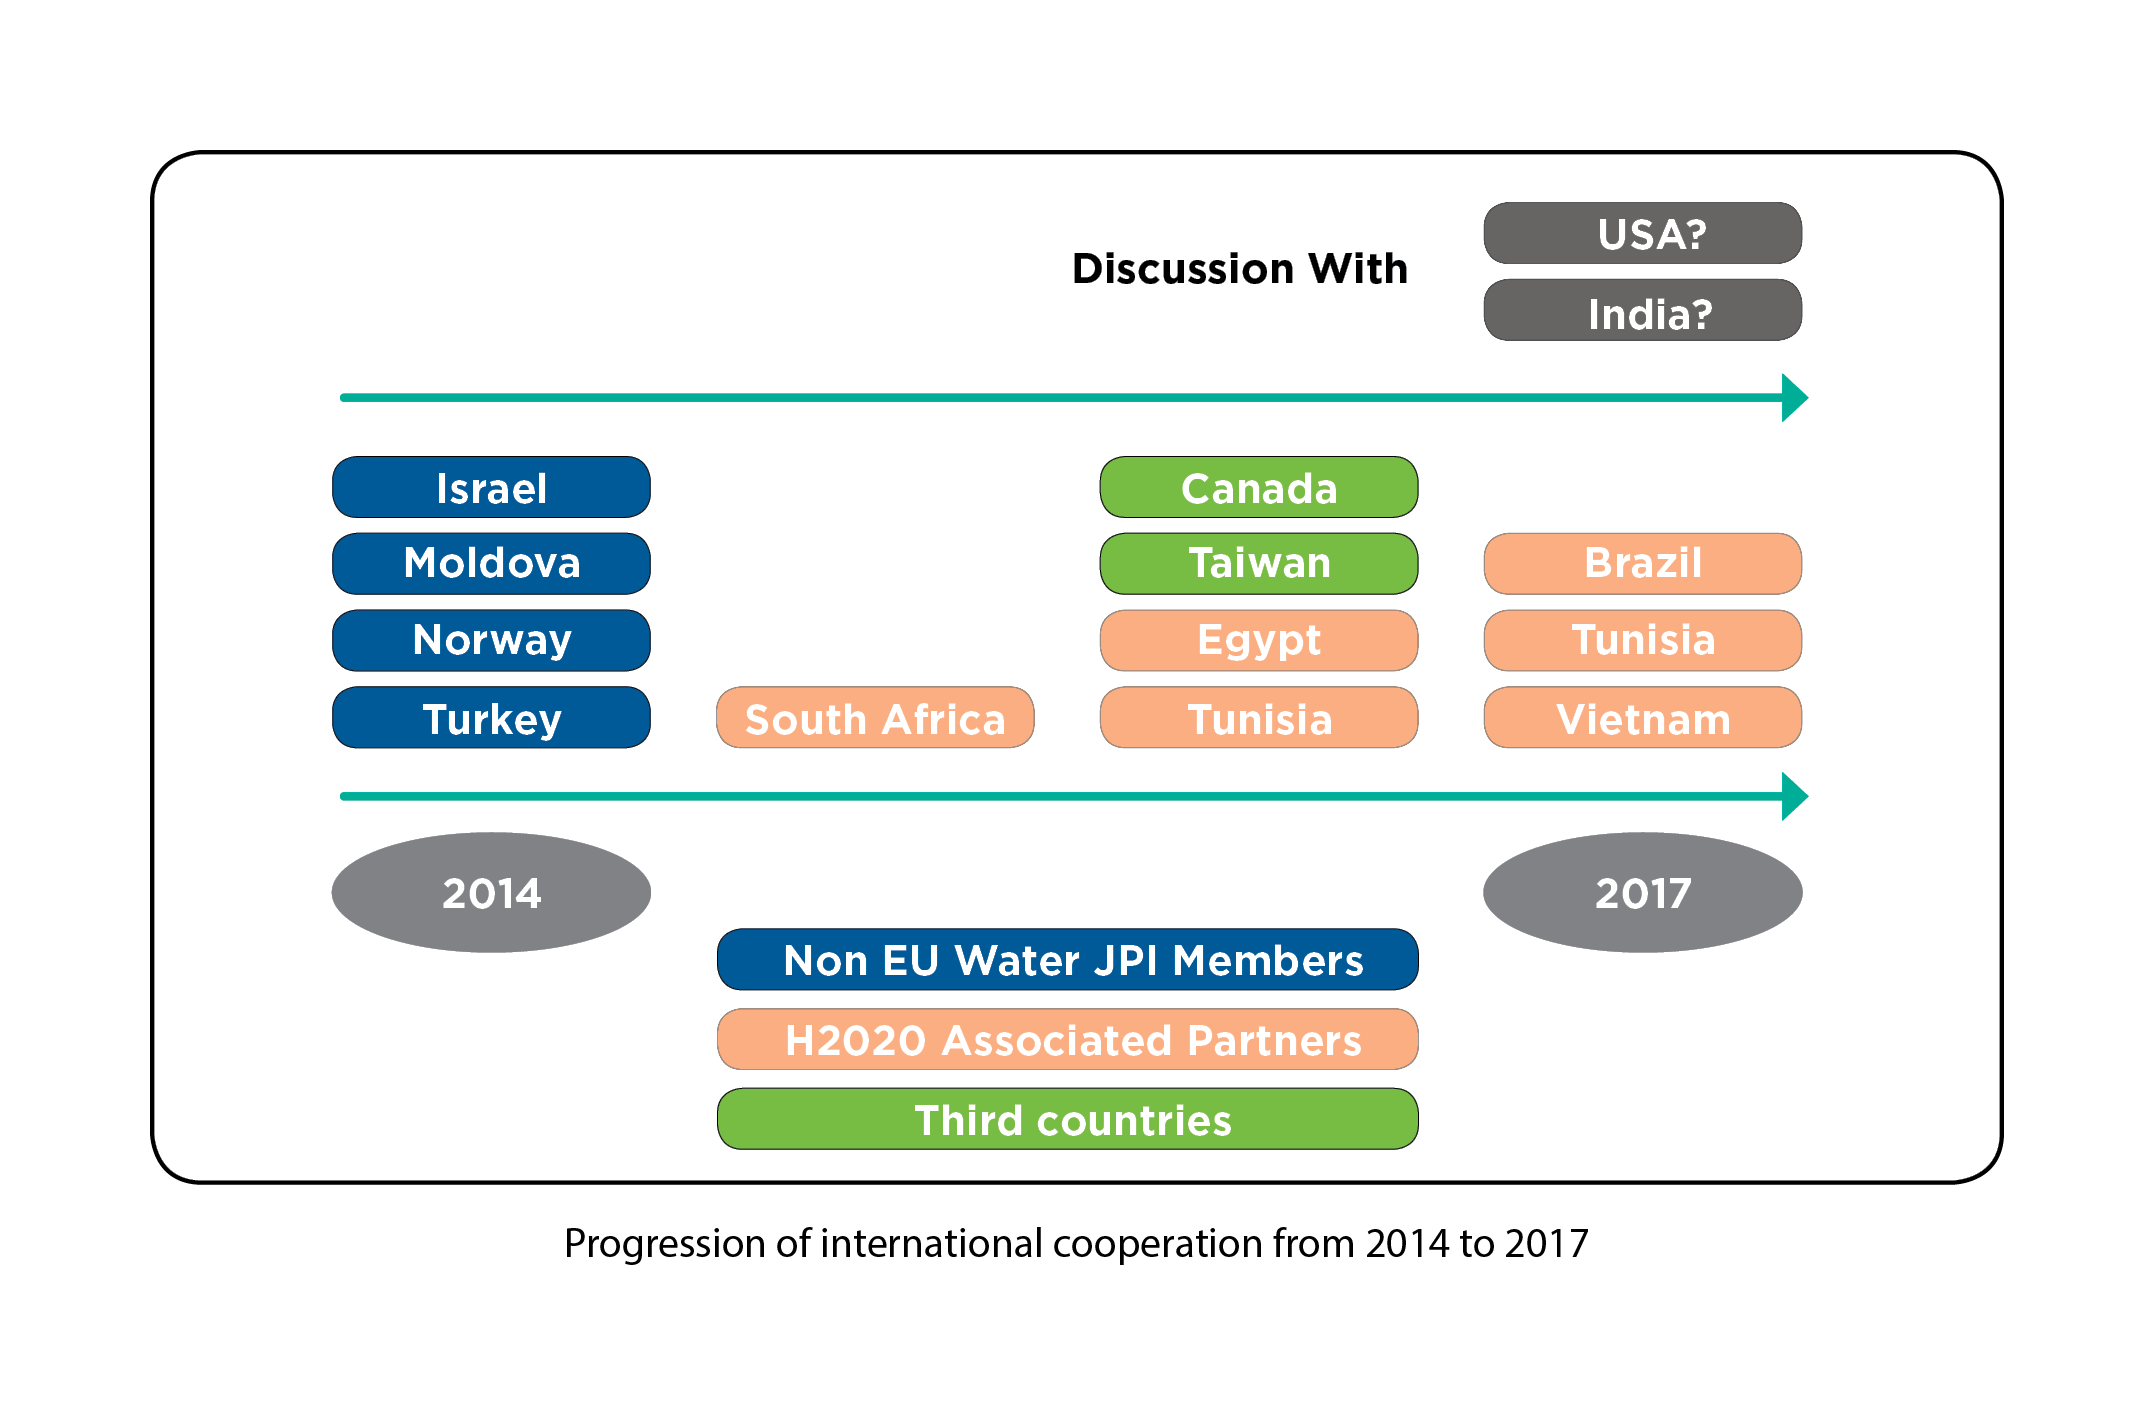 USA?
Discussion With
India?
Israel
Canada
Moldova
Taiwan
Brazil
Norway
Egypt
Tunisia
Turkey
South Africa
Tunisia
Vietnam
2014
2017
Non EU Water JPI Members
H2020 Associated Partners
Third countries
Progression of international cooperation from 2014 to 2017